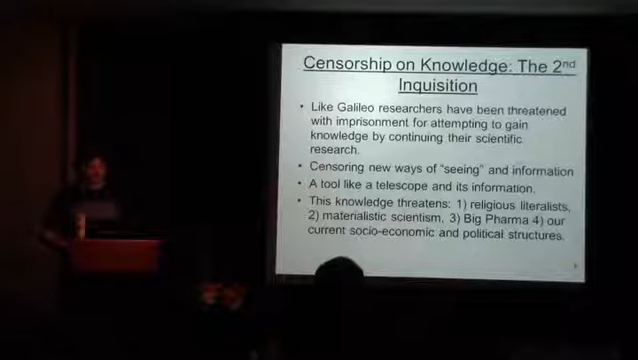 Censorship on Knowledge: The 2nd
Inquisition
• Like Galileo researchers have been threatened
with imprisonment for attempting to gain
knowledge by continuing their scientific
research.
• Censoring new ways of "seeing" and information
• A tool like a telescope and its information.
• This knowledge threatens: 1) religious literalists,
2) materialistic scientism, 3) Big Pharma 4) our
current socio-economic and political structures.